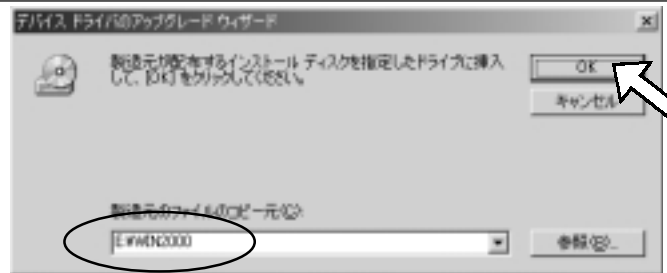 デバイス ドライバのアップグレード ウィザード
製造元が配布するインストール ディスクを指定したドライブに挿入
して、[OK] をクリックしてください。
OK
キャンセル
製造元のファイルのコピー元(C):
E:¥WIN2000
参照(B)...